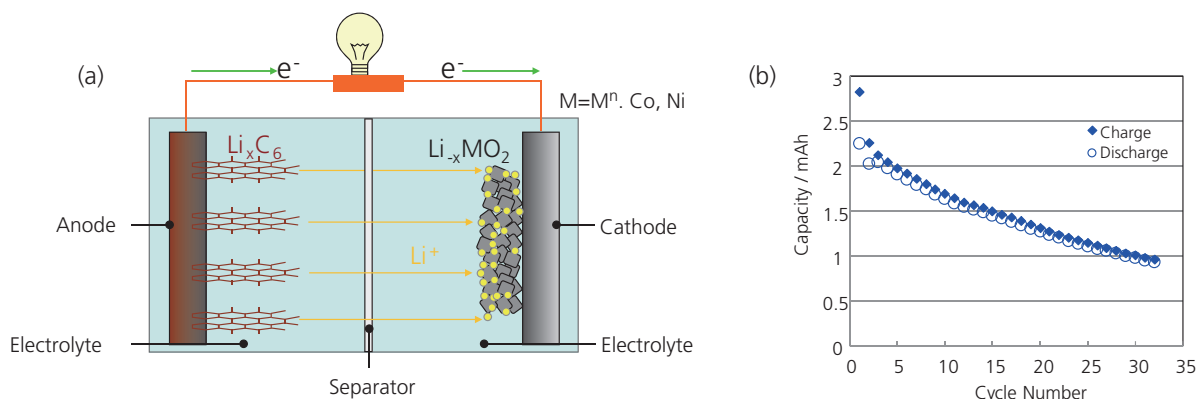 (a)
e⁻
e⁻
M=Mⁿ. Co, Ni
LiₓC₆
Li₋ₓMO₂
Anode
Cathode
Li⁺
Electrolyte
Electrolyte
Separator
(b)
3
2.5
2
1.5
1
0.5
0
Capacity / mAh
Charge
Discharge
0
5
10
15
20
25
30
35
Cycle Number